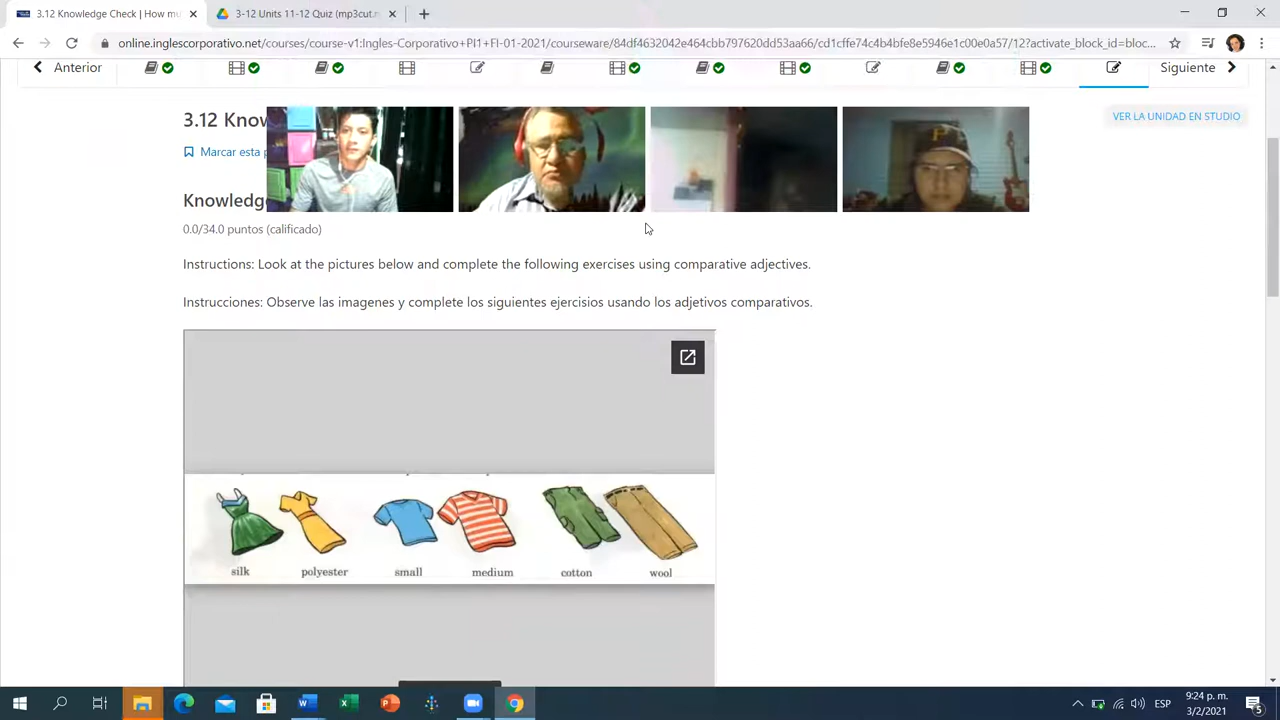 3.12 Knowledge Check | How mu
3-12 Units 11-12 Quiz (mp3cut.n
online.inglescorporativo.net/courses/course-v1:Ingles-Corporativo+PI1+FI-01-2021/courseware/84df4632042e464cbb797620dd53aa66/cd1cffe74c4b4bfe8e5946e1c00e0a57/12?activate_block_id=bloc...
Anterior
Siguiente
3.12 Know
VER LA UNIDAD EN STUDIO
Marcar esta p
Knowledg
0.0/34.0 puntos (calificado)
Instructions: Look at the pictures below and complete the following exercises using comparative adjectives.
Instrucciones: Observe las imagenes y complete los siguientes ejercisios usando los adjetivos comparativos.
silk polyester small medium cotton wool
ESP
9:24 p. m.
3/2/2021
5